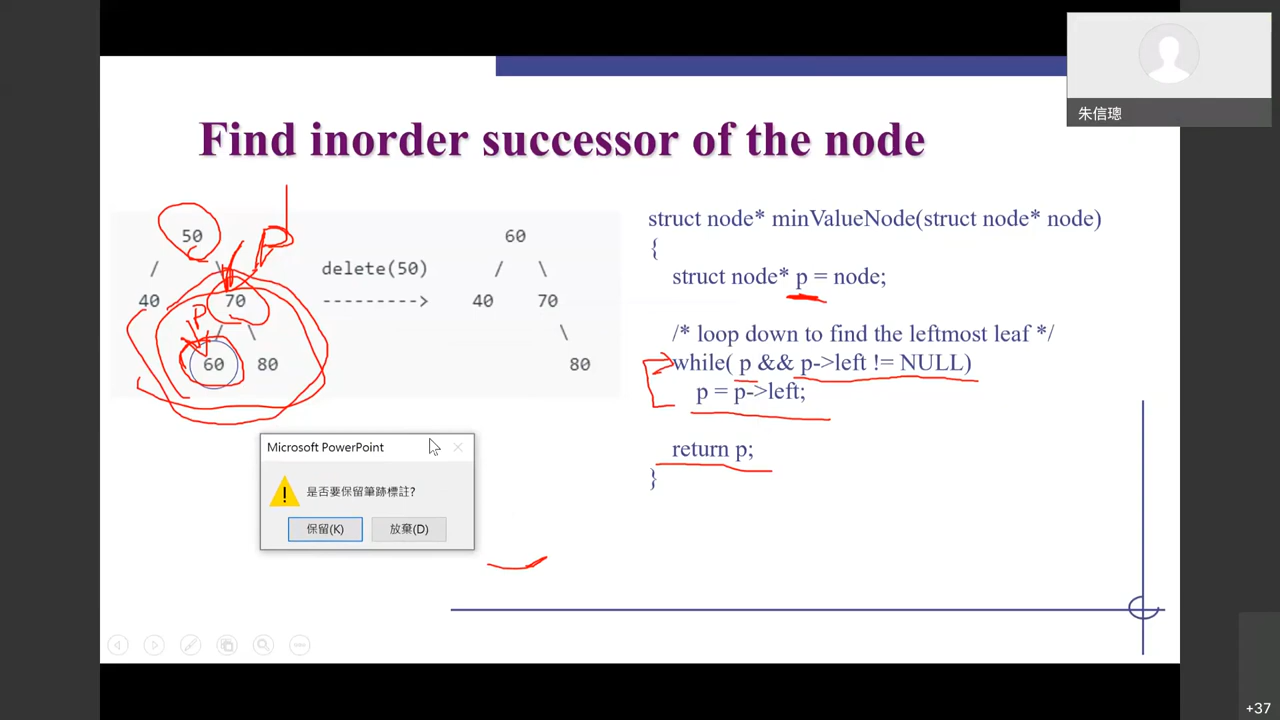 朱信璁
Find inorder successor of the node
50
/ \
40 70
/ \
60 80
P
P
delete(50)
--------->
60
/ \
40 70
\
80
struct node* minValueNode(struct node* node)
{
struct node* p = node;
/* loop down to find the leftmost leaf */
while( p && p->left != NULL)
p = p->left;
return p;
}
Microsoft PowerPoint
是否要保留筆跡標註?
保留(K)
放棄(D)
+37